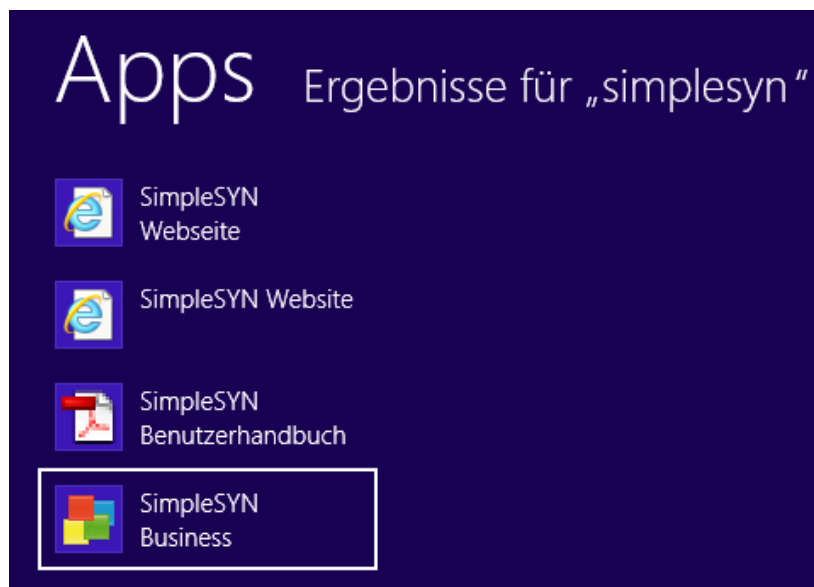 Apps Ergebnisse für „simplesyn“
SimpleSYN
Webseite
SimpleSYN Website
SimpleSYN
Benutzerhandbuch
SimpleSYN
Business